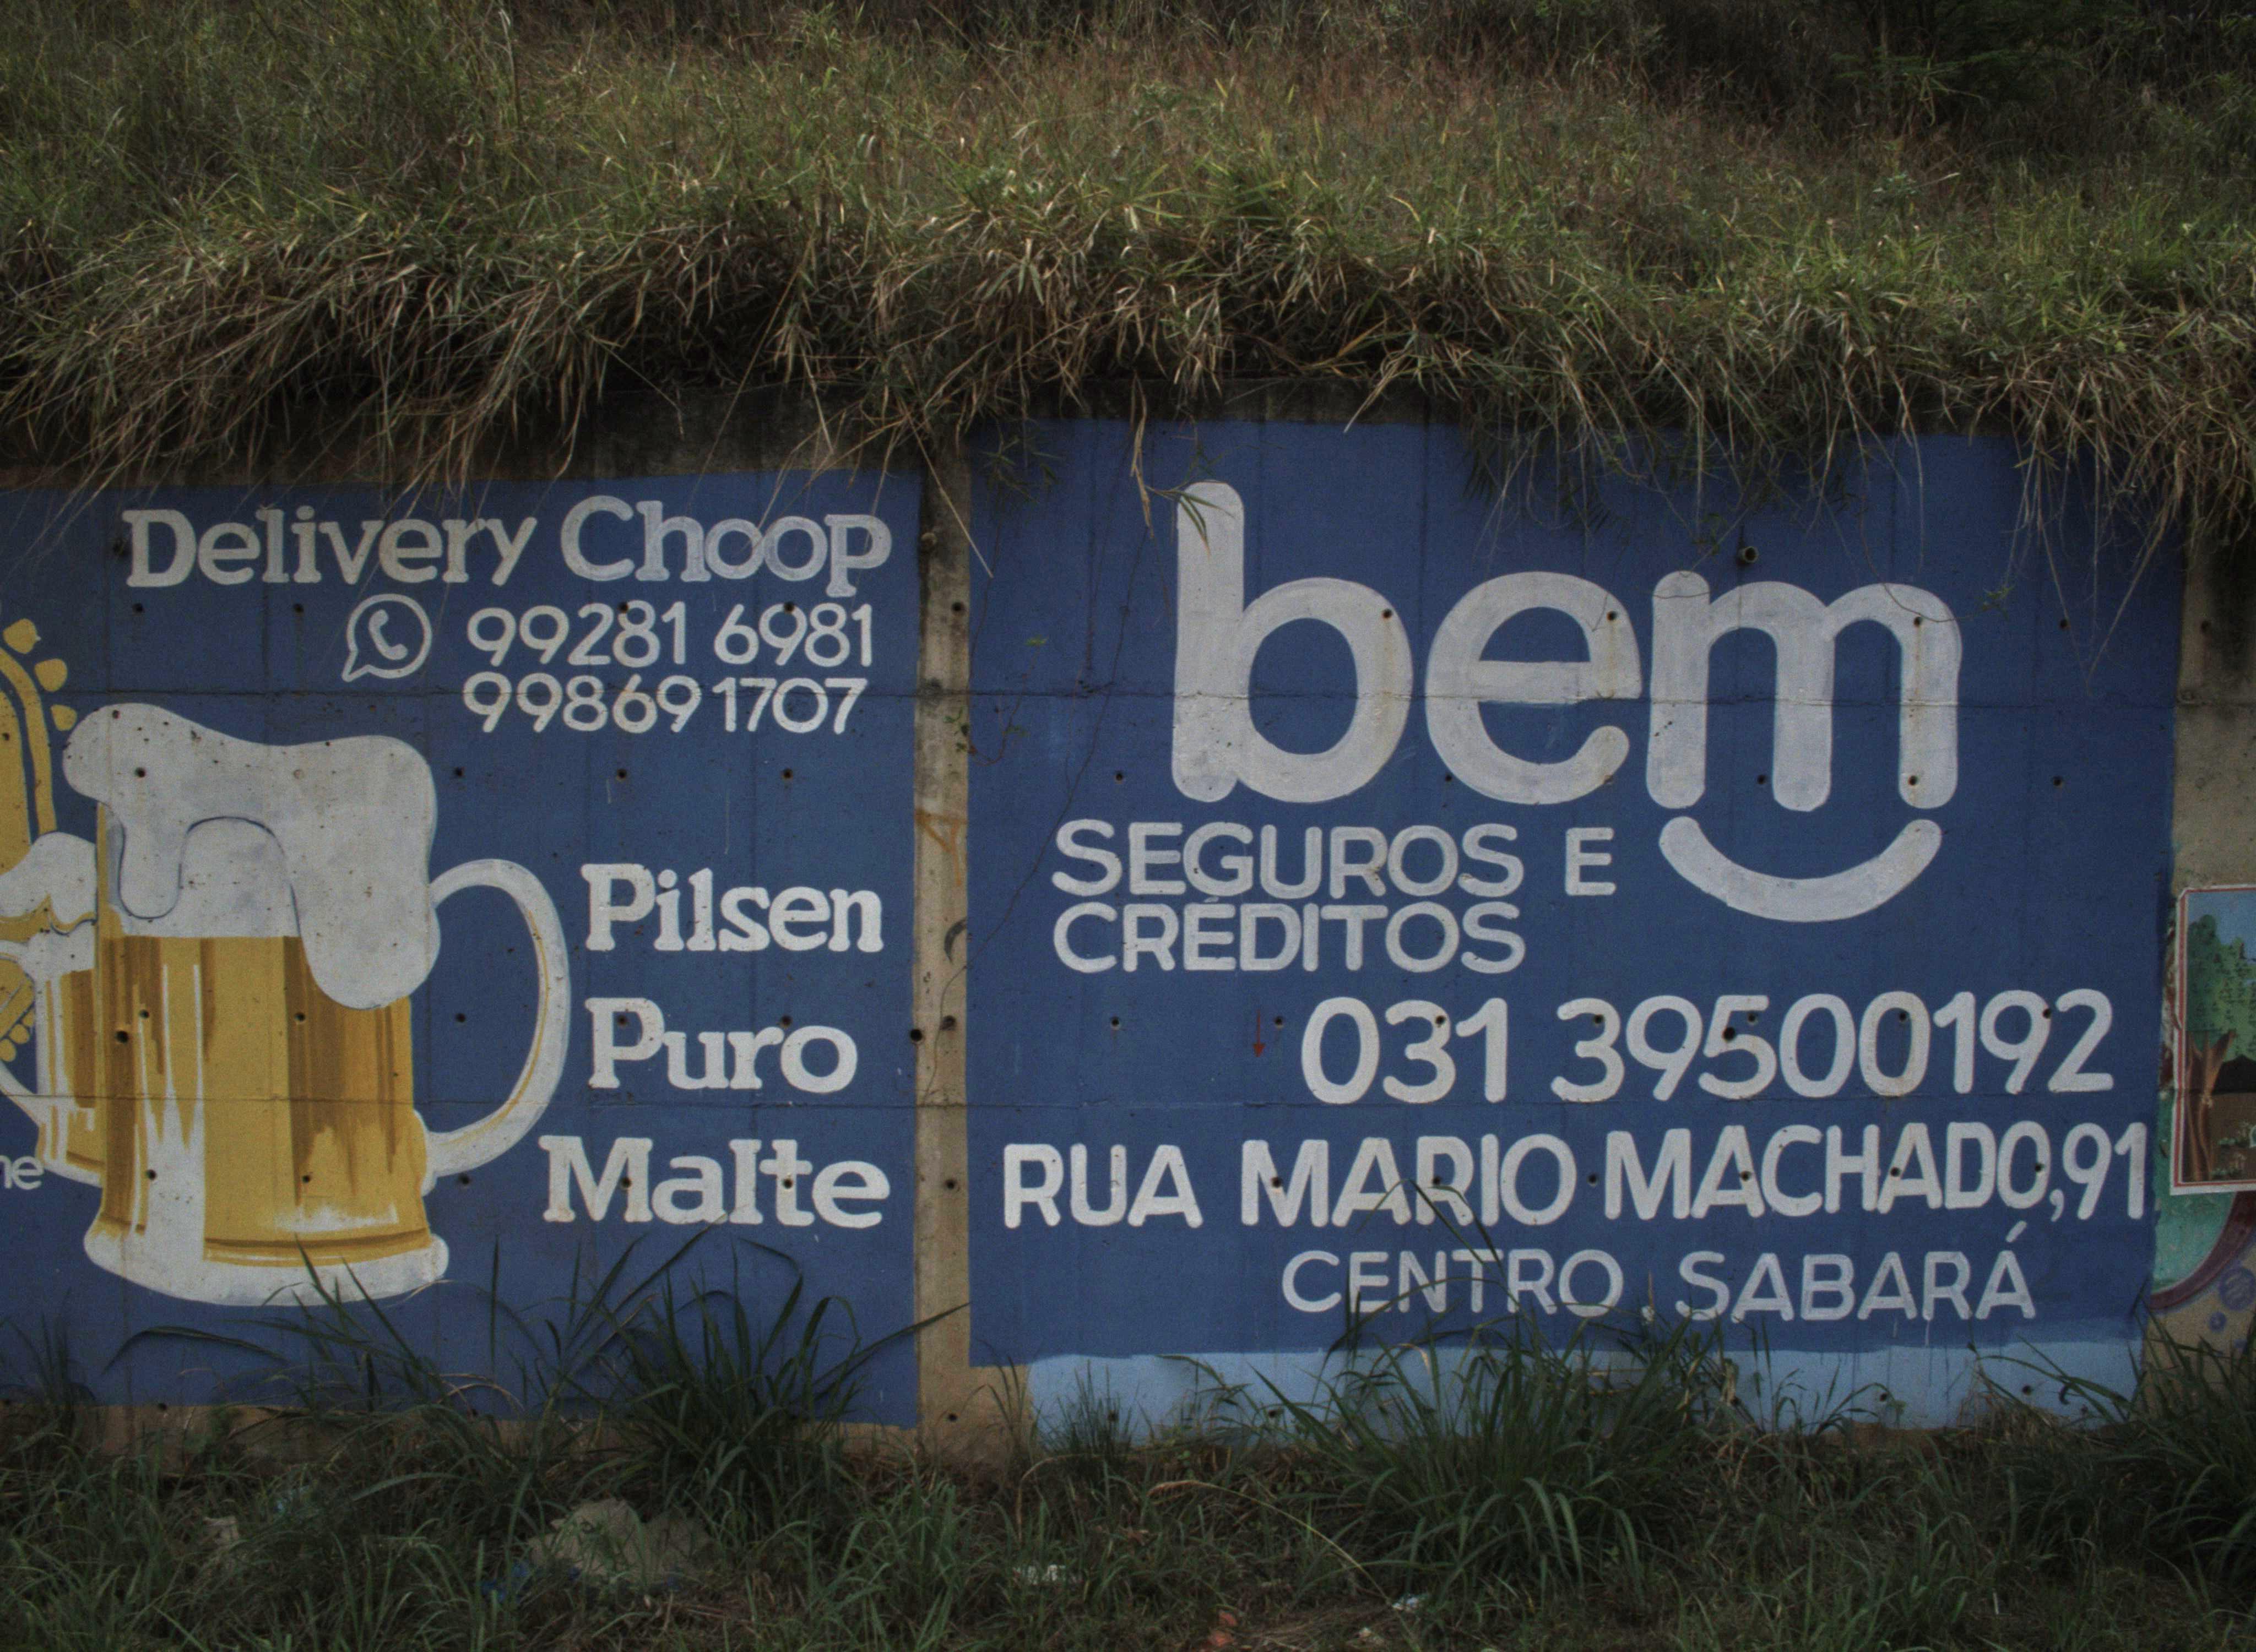 Delivery Choop
99281 6981
99869 1707
Pilsen
Puro
Malte
ne
bem
SEGUROS E
CRÉDITOS
031 39500192
RUA MARIO MACHADO,91
CENTRO . SABARÁ